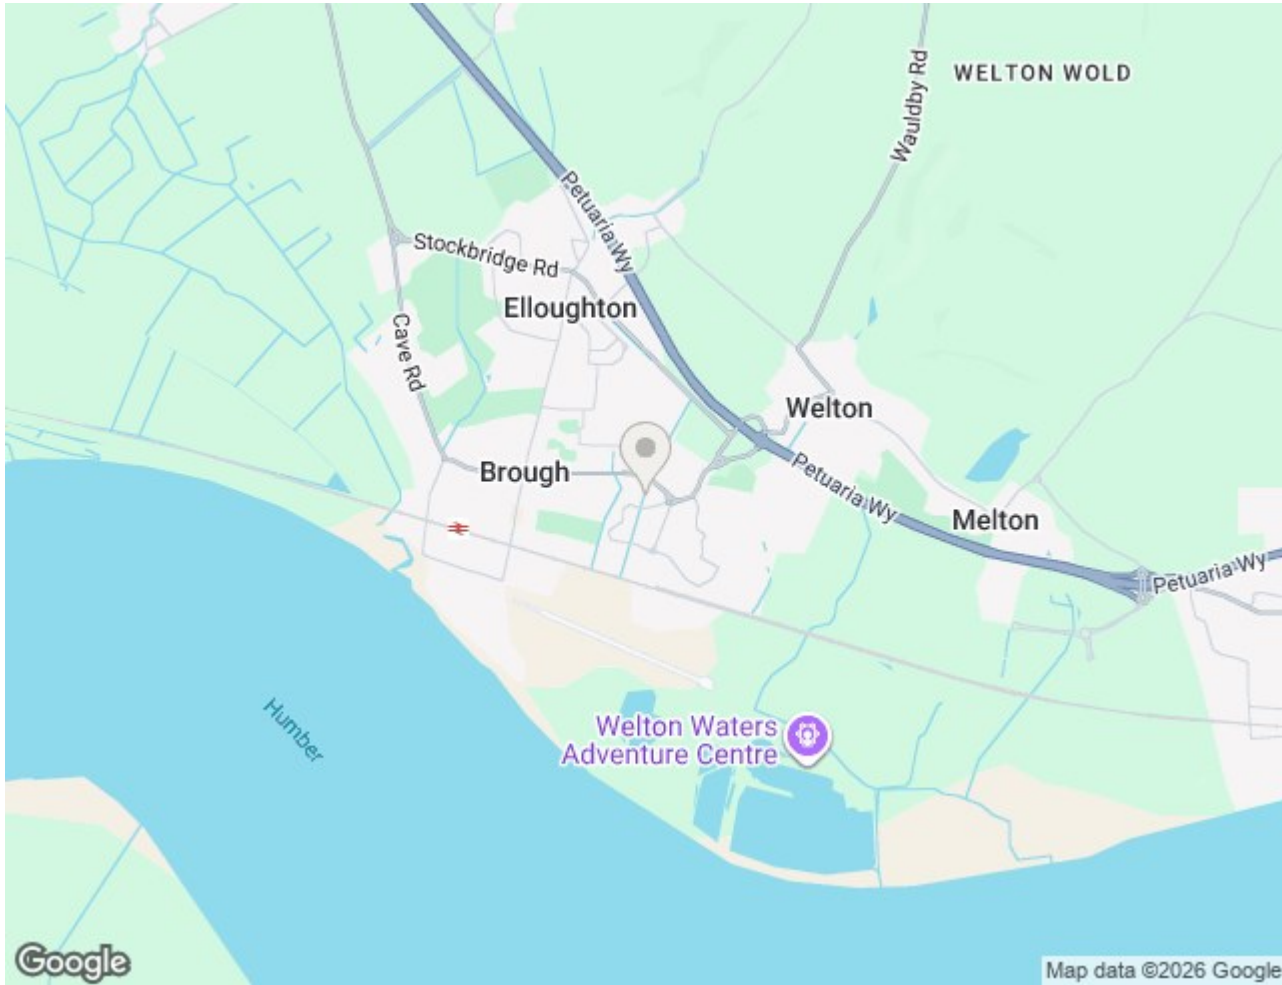 WELTON WOLD
Wauldby Rd
Petuaria Wy
Stockbridge Rd
Elloughton
Cave Rd
Welton
Brough
Petuaria Wy
Melton
Petuaria Wy
Humber
Welton Waters
Adventure Centre
Google
Map data ©2026 Google